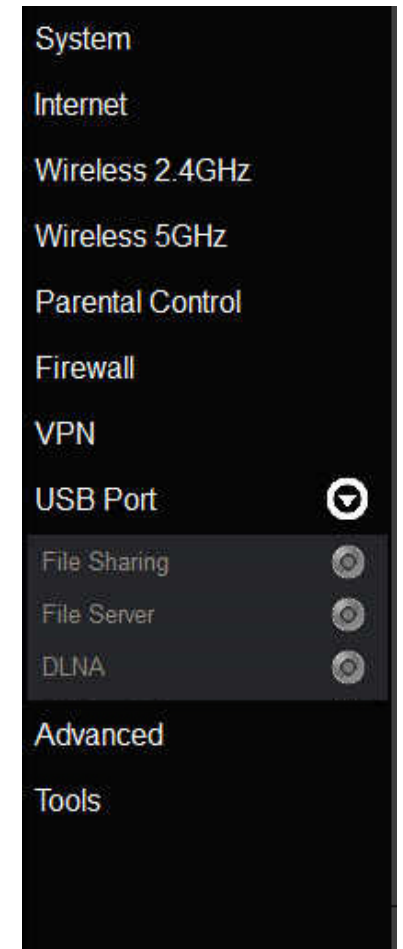 System
Internet
Wireless 2.4GHz
Wireless 5GHz
Parental Control
Firewall
VPN
USB Port
File Sharing
File Server
DLNA
Advanced
Tools